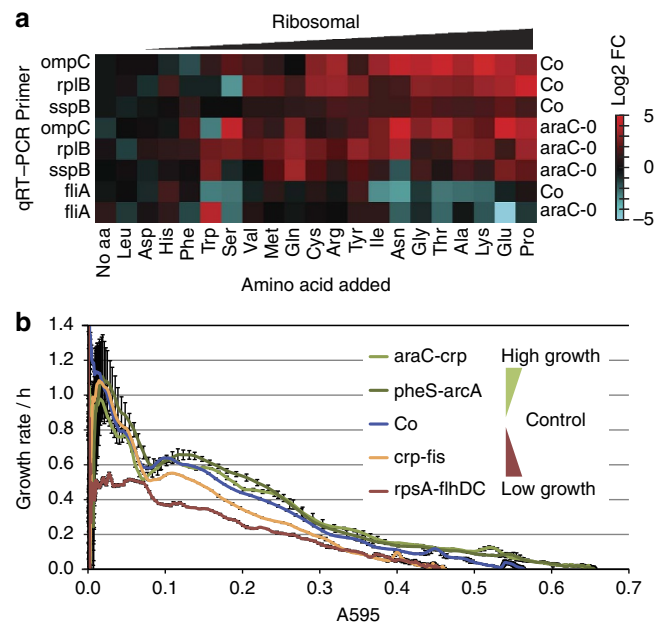 a
Ribosomal
qRT–PCR Primer
ompC Co
rplB Co
sspB Co
ompC araC-0
rplB araC-0
sspB araC-0
fliA Co
fliA araC-0
Log2 FC
5
0
−5
No aa Leu Asp His Phe Trp Ser Val Met Gln Cys Arg Tyr Ile Asn Gly Thr Ala Lys Glu Pro
Amino acid added
b
Growth rate / h
1.4
1.2
1.0
0.8
0.6
0.4
0.2
0.0
araC-crp High growth
pheS-arcA
Co Control
crp-fis
rpsA-flhDC Low growth
0.0 0.1 0.2 0.3 0.4 0.5 0.6 0.7
A595